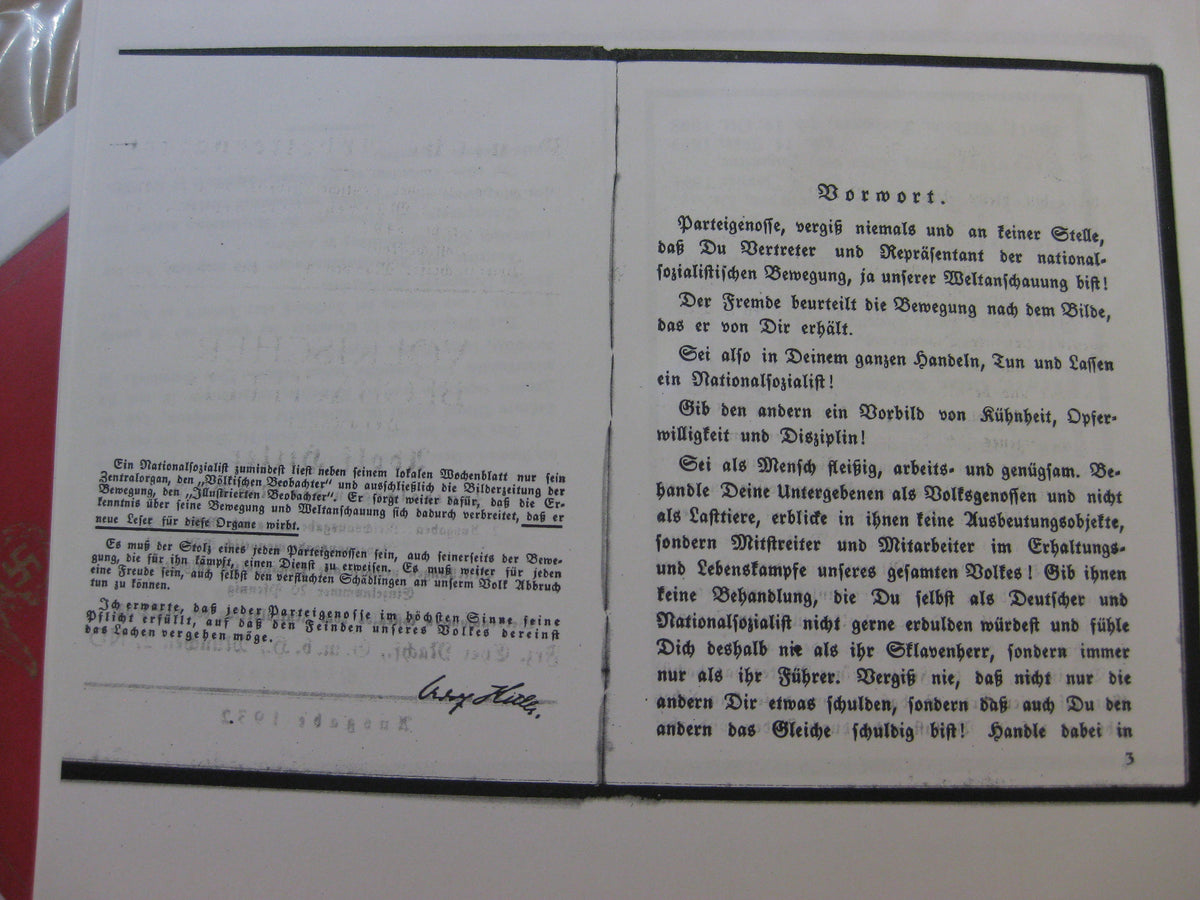 Ein Nationalsozialist zumindest liest neben seinem lokalen Wochenblatt nur sein
Zentralorgan, den „Völkischen Beobachter“ und ausschließlich die Bilderzeitung der
Bewegung, den „Illustrierten Beobachter“. Er sorgt weiter dafür, daß die Er-
kenntnis über seine Bewegung und Weltanschauung sich dadurch verbreitet, daß er
neue Leser für diese Organe wirbt.
Es muß der Stolz eines jeden Parteigenossen sein, auch seinerseits der Bewe-
gung, die für ihn kämpft, einen Dienst zu erweisen. Es muß weiter für jeden
eine Freude sein, auch selbst den verfluchten Schädlingen an unserm Volk Abbruch
tun zu können.
Ich erwarte, daß jeder Parteigenosse im höchsten Sinne seine
Pflicht erfüllt, auf daß den Feinden unseres Volkes dereinst
das Lachen vergehen möge.
Adolf Hitler.
Ausgabe 1932
Vorwort.
Parteigenosse, vergiß niemals und an keiner Stelle,
daß Du Vertreter und Repräsentant der national-
sozialistischen Bewegung, ja unserer Weltanschauung bist!
Der Fremde beurteilt die Bewegung nach dem Bilde,
das er von Dir erhält.
Sei also in Deinem ganzen Handeln, Tun und Lassen
ein Nationalsozialist!
Gib den andern ein Vorbild von Kühnheit, Opfer-
willigkeit und Disziplin!
Sei als Mensch fleißig, arbeits- und genügsam. Be-
handle Deine Untergebenen als Volksgenossen und nicht
als Lasttiere, erblicke in ihnen keine Ausbeutungsobjekte,
sondern Mitstreiter und Mitarbeiter im Erhaltungs-
und Lebenskampfe unseres gesamten Volkes! Gib ihnen
keine Behandlung, die Du selbst als Deutscher und
Nationalsozialist nicht gerne erdulden würdest und fühle
Dich deshalb nie als ihr Sklavenherr, sondern immer
nur als ihr Führer. Vergiß nie, daß nicht nur die
andern Dir etwas schulden, sondern daß auch Du den
andern das Gleiche schuldig bist! Handle dabei in
3